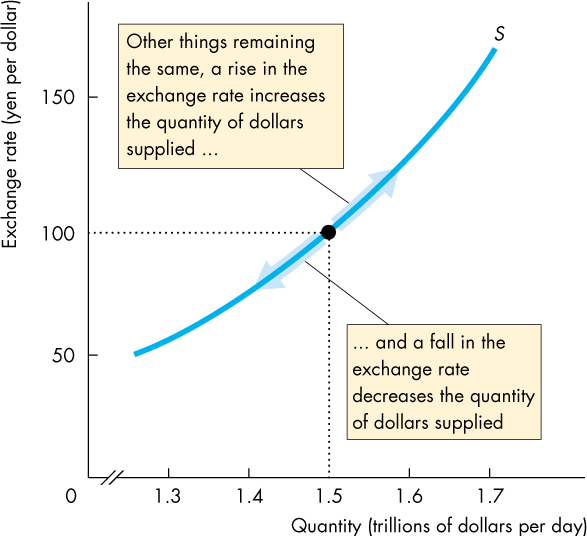 S
Other things remaining
the same, a rise in the
exchange rate increases
the quantity of dollars
supplied ...
Exchange rate (yen per dollar)
150
100
50
... and a fall in the
exchange rate
decreases the quantity
of dollars supplied
0
1.3
1.4
1.5
1.6
1.7
Quantity (trillions of dollars per day)